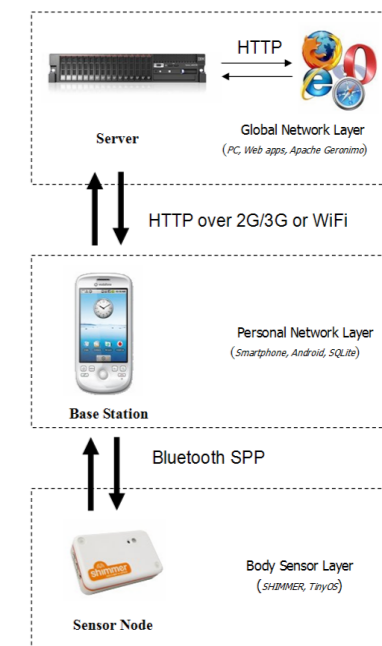 HTTP
Server
Global Network Layer
(PC, Web apps, Apache Geronimo)
HTTP over 2G/3G or WiFi
Personal Network Layer
(Smartphone, Android, SQLite)
Base Station
Bluetooth SPP
shimmer
Body Sensor Layer
(SHIMMER, TinyOS)
Sensor Node